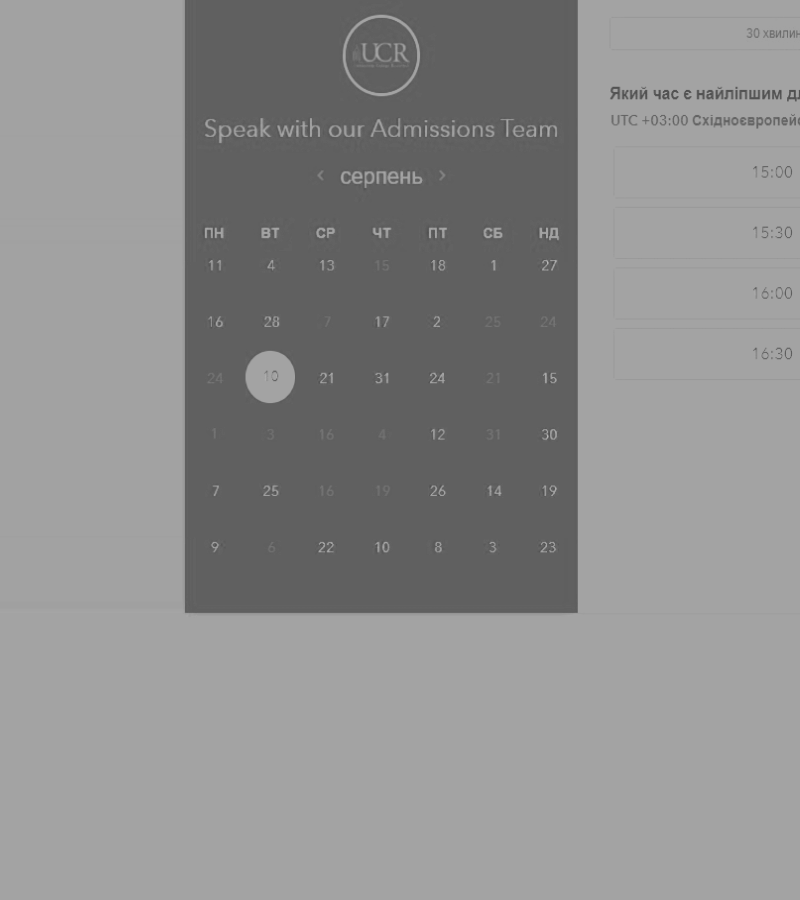 UCR
Speak with our Admissions Team
‹ серпень ›
ПН ВТ СР ЧТ ПТ СБ НД
11 4 13 15 18 1 27
16 28 7 17 2 25 24
24 10 21 31 24 21 15
1 3 16 4 12 31 30
7 25 16 19 26 14 19
9 6 22 10 8 3 23
30 хвилин
Який час є найліпшим дл
UTC +03:00 Східноєвропейс
15:00
15:30
16:00
16:30